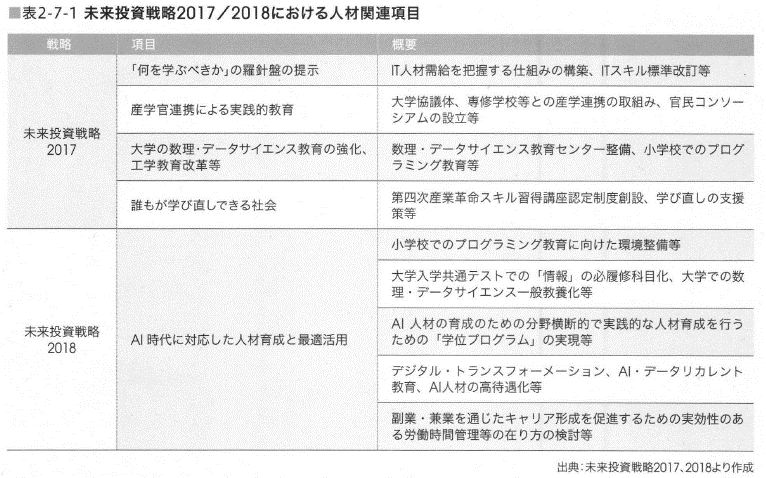 ■表2-7-1 未来投資戦略2017／2018における人材関連項目
戦略 項目 概要
未来投資戦略
2017
「何を学ぶべきか」の羅針盤の提示
IT人材需給を把握する仕組みの構築、ITスキル標準改訂等
産学官連携による実践的教育
大学協議体、専修学校等との産学連携の取組み、官民コンソー
シアムの設立等
大学の数理・データサイエンス教育の強化、
工学教育改革等
数理・データサイエンス教育センター整備、小学校でのプログ
ラミング教育等
誰もが学び直しできる社会
第四次産業革命スキル習得講座認定制度創設、学び直しの支援
策等
未来投資戦略
2018
AI 時代に対応した人材育成と最適活用
小学校でのプログラミング教育に向けた環境整備等
大学入学共通テストでの「情報」の必履修科目化、大学での数
理・データサイエンス一般教養化等
AI 人材の育成のための分野横断的で実践的な人材育成を行う
ための「学位プログラム」の実現等
デジタル・トランスフォーメーション、AI・データリカレント
教育、AI人材の高待遇化等
副業・兼業を通じたキャリア形成を促進するための実効性のあ
る労働時間管理等の在り方の検討等
出典：未来投資戦略2017、2018より作成